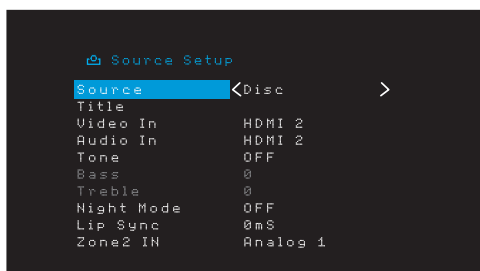 Source Setup
Source <Disc >
Title
Video In HDMI 2
Audio In HDMI 2
Tone OFF
Bass 0
Treble 0
Night Mode OFF
Lip Sync 0mS
Zone2 IN Analog 1